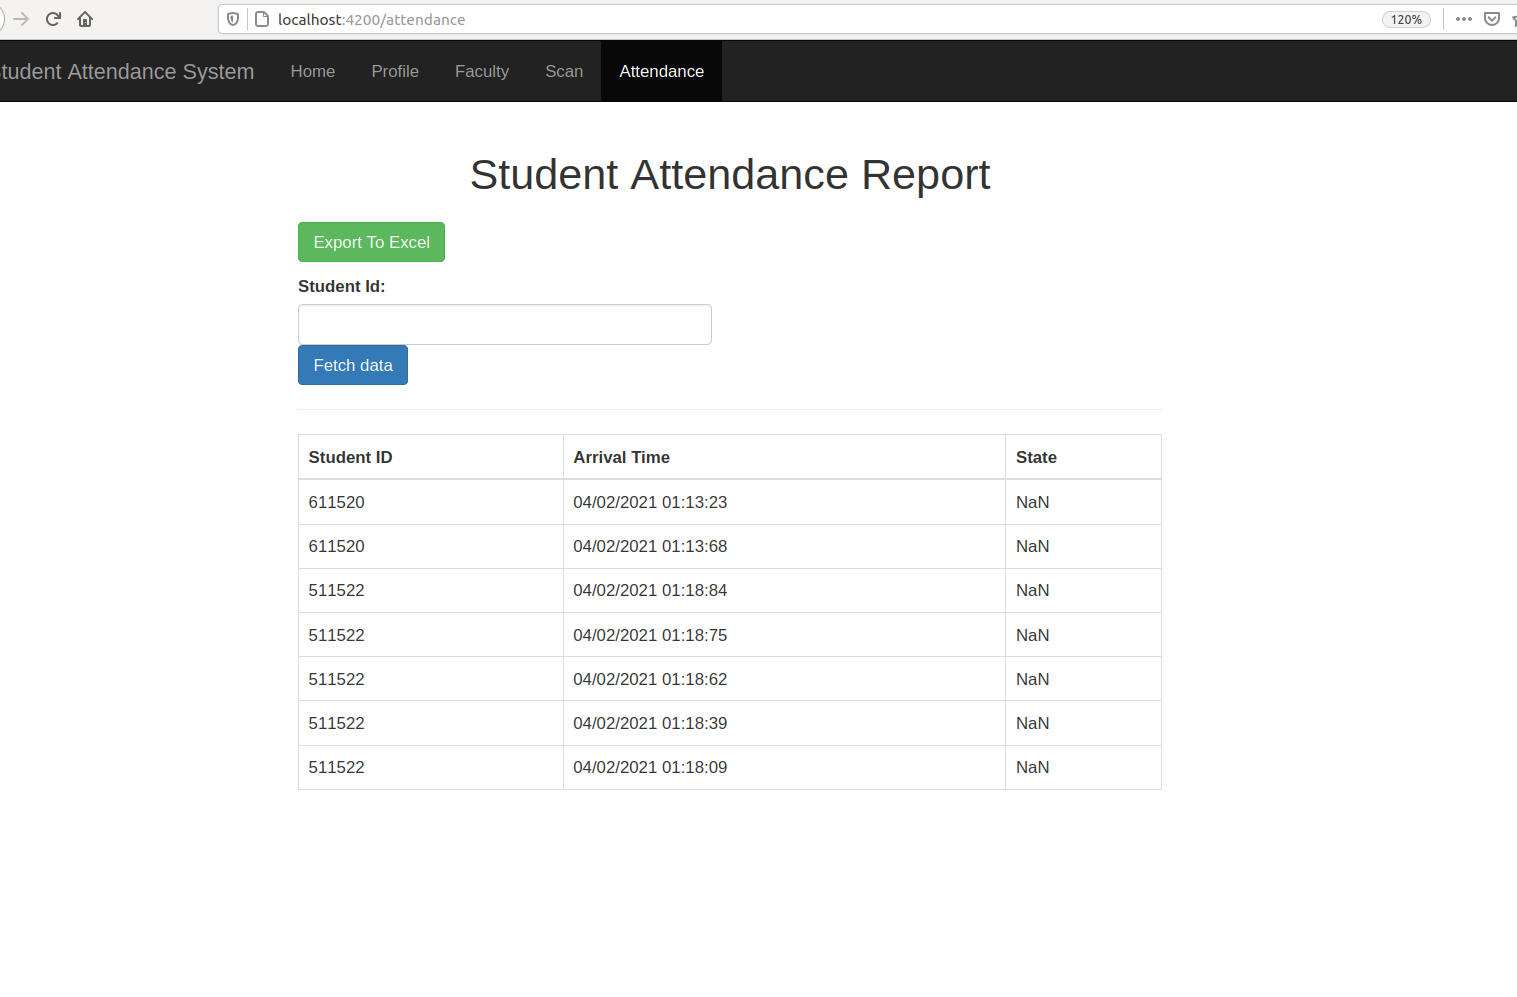 localhost:4200/attendance 120%
tudent Attendance System Home Profile Faculty Scan Attendance
Student Attendance Report
Export To Excel
Student Id:
Fetch data
Student ID Arrival Time State
611520 04/02/2021 01:13:23 NaN
611520 04/02/2021 01:13:68 NaN
511522 04/02/2021 01:18:84 NaN
511522 04/02/2021 01:18:75 NaN
511522 04/02/2021 01:18:62 NaN
511522 04/02/2021 01:18:39 NaN
511522 04/02/2021 01:18:09 NaN